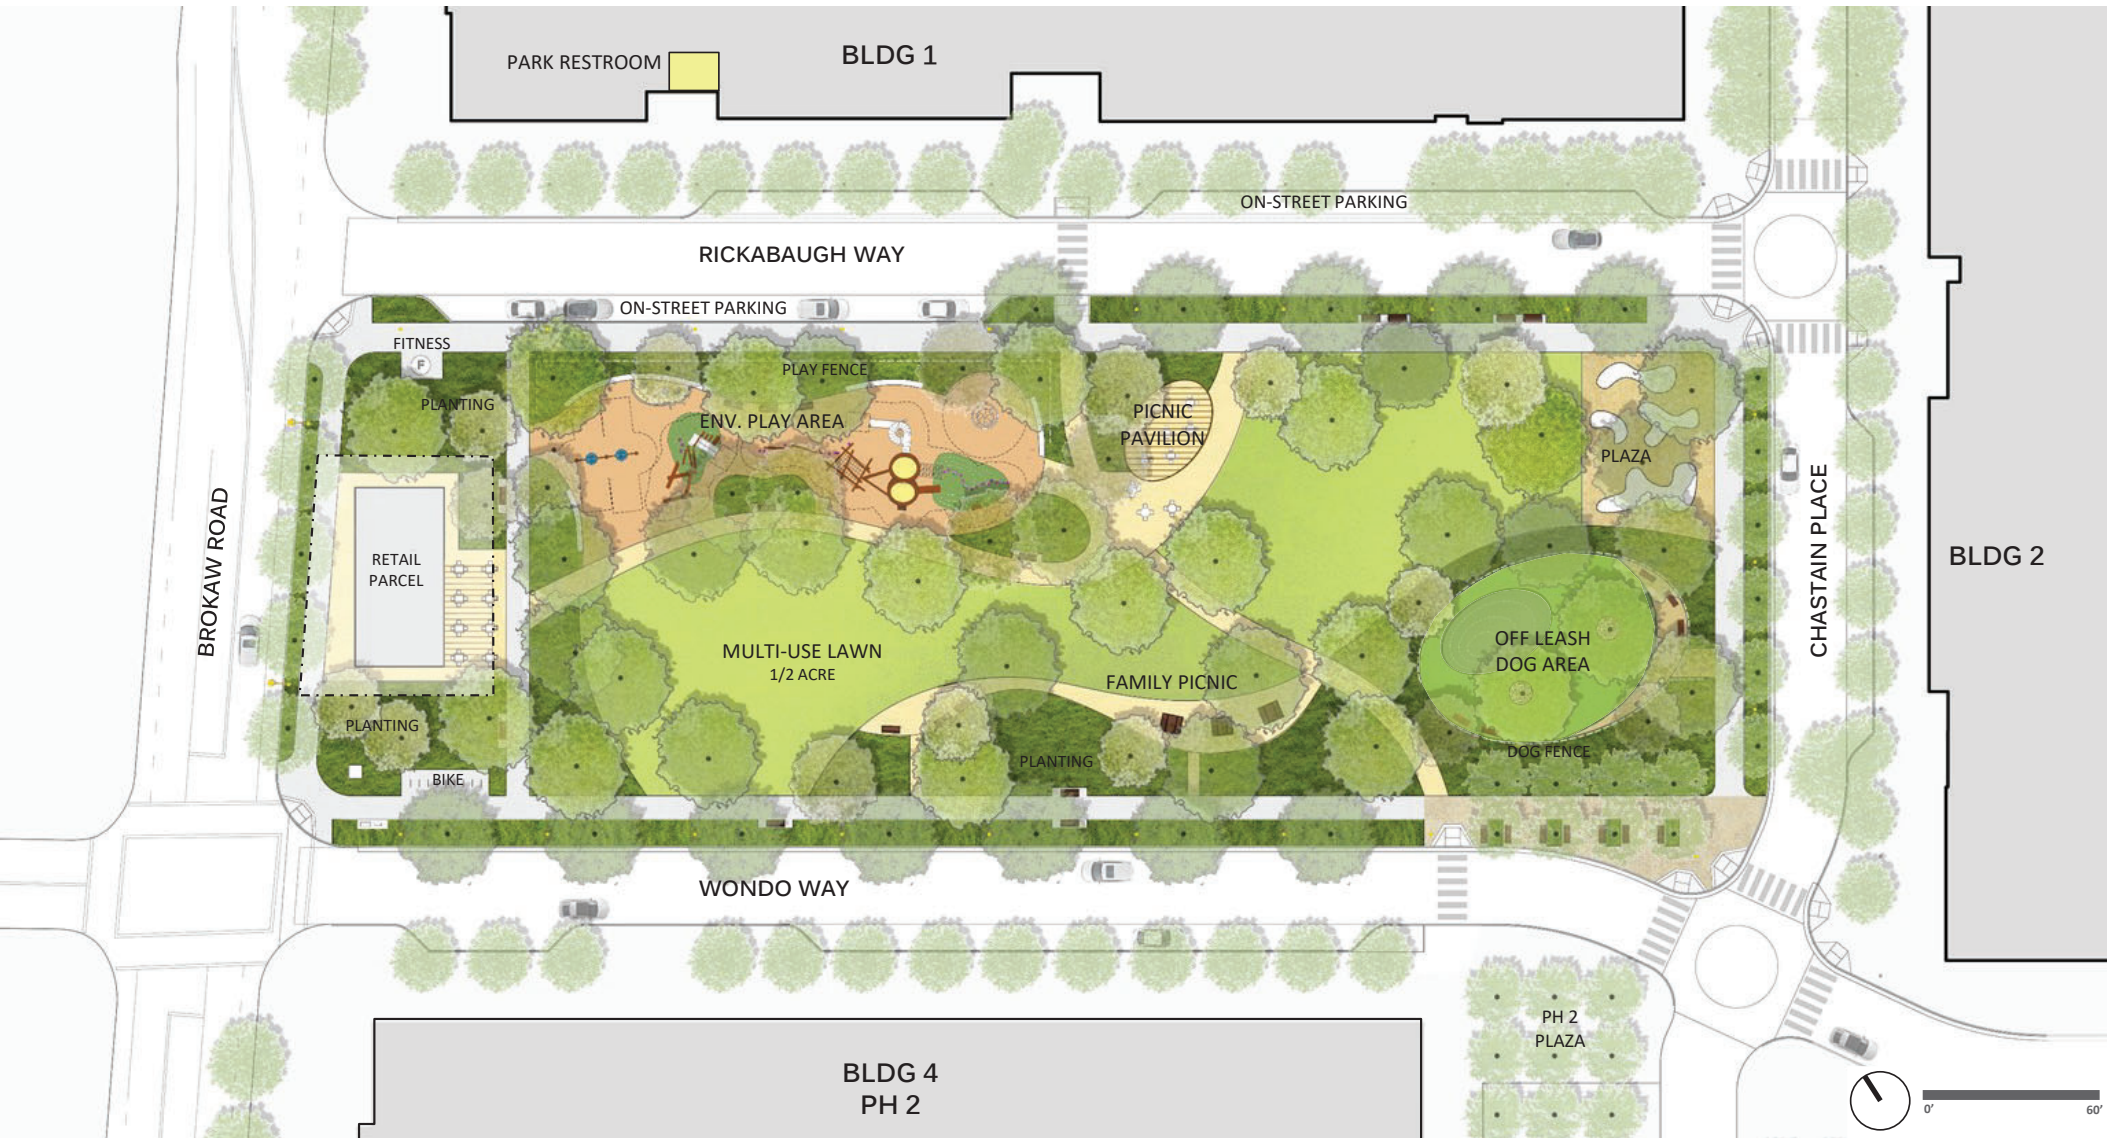 BLDG 1
PARK RESTROOM
ON-STREET PARKING
RICKABAUGH WAY
ON-STREET PARKING
FITNESS
F
PLAY FENCE
PLANTING
ENV. PLAY AREA
PICNIC
PAVILION
PLAZA
BROKAW ROAD
RETAIL
PARCEL
CHASTAIN PLACE
BLDG 2
MULTI-USE LAWN
1/2 ACRE
OFF LEASH
DOG AREA
FAMILY PICNIC
PLANTING
PLANTING
DOG FENCE
BIKE
WONDO WAY
PH 2
PLAZA
BLDG 4
PH 2
0'
60'